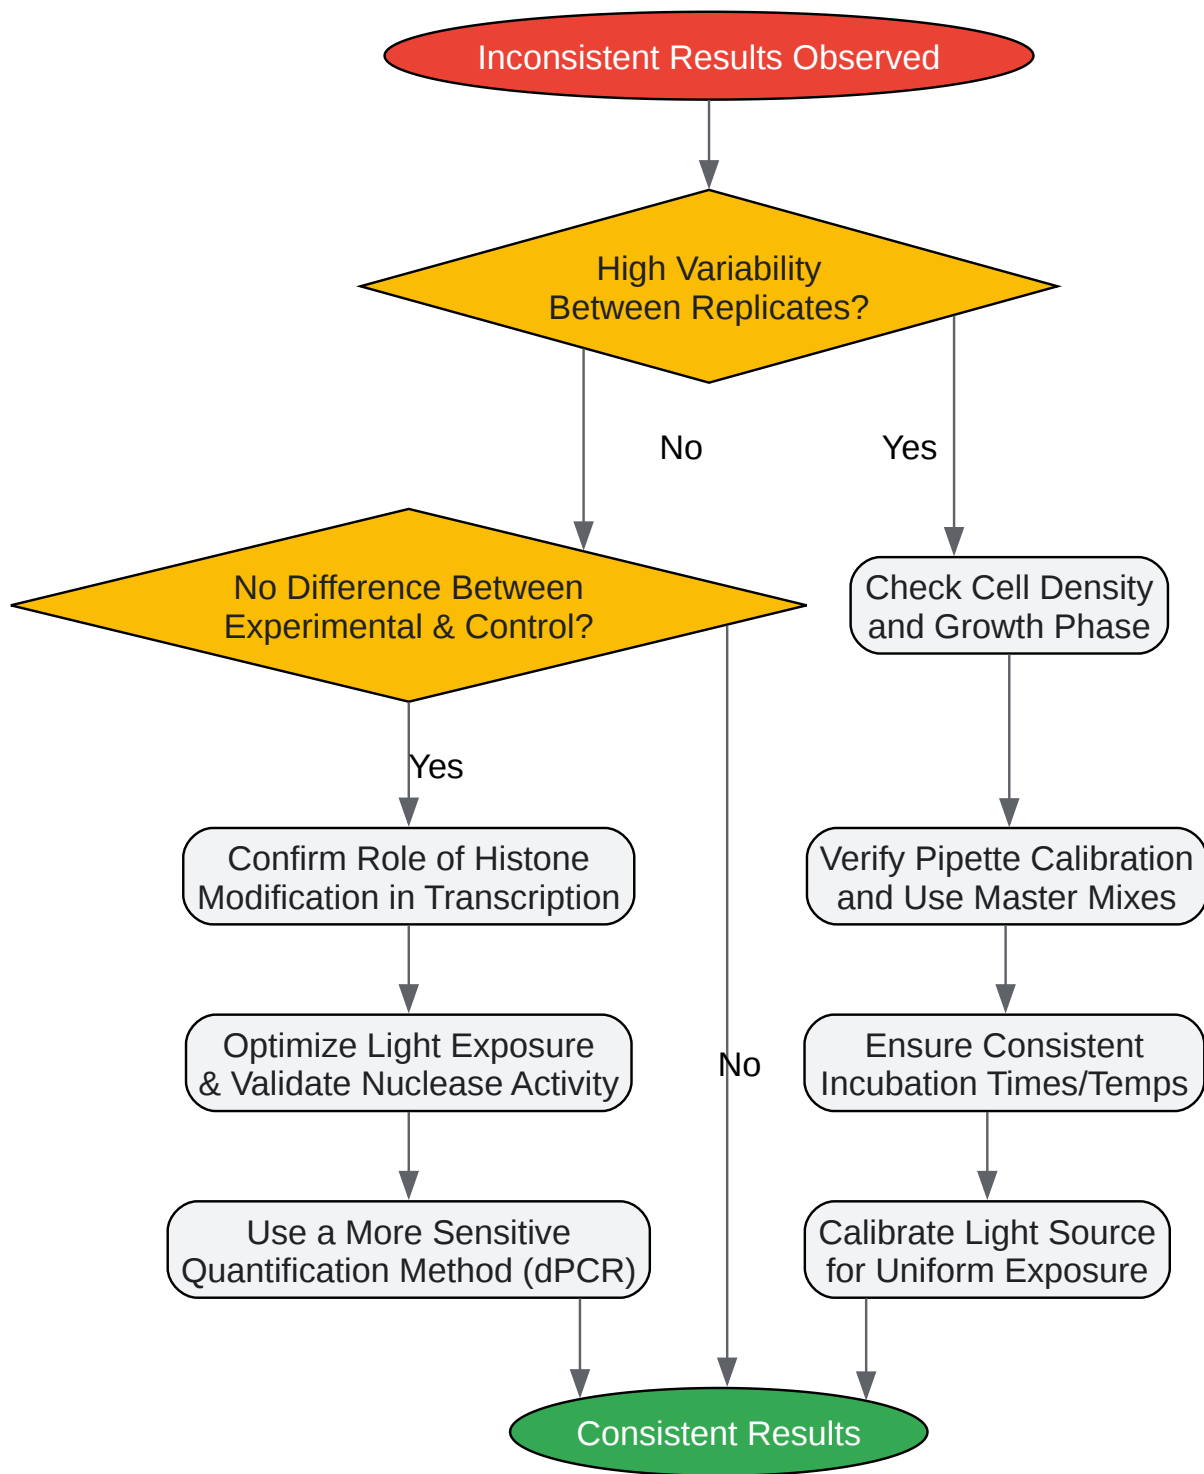 Inconsistent Results Observed
High Variability
Between Replicates?
No
Yes
No Difference Between
Experimental & Control?
Check Cell Density
and Growth Phase
Yes
Confirm Role of Histone
Modification in Transcription
Verify Pipette Calibration
and Use Master Mixes
Optimize Light Exposure
& Validate Nuclease Activity
No
Ensure Consistent
Incubation Times/Temps
Use a More Sensitive
Quantification Method (dPCR)
Calibrate Light Source
for Uniform Exposure
Consistent Results